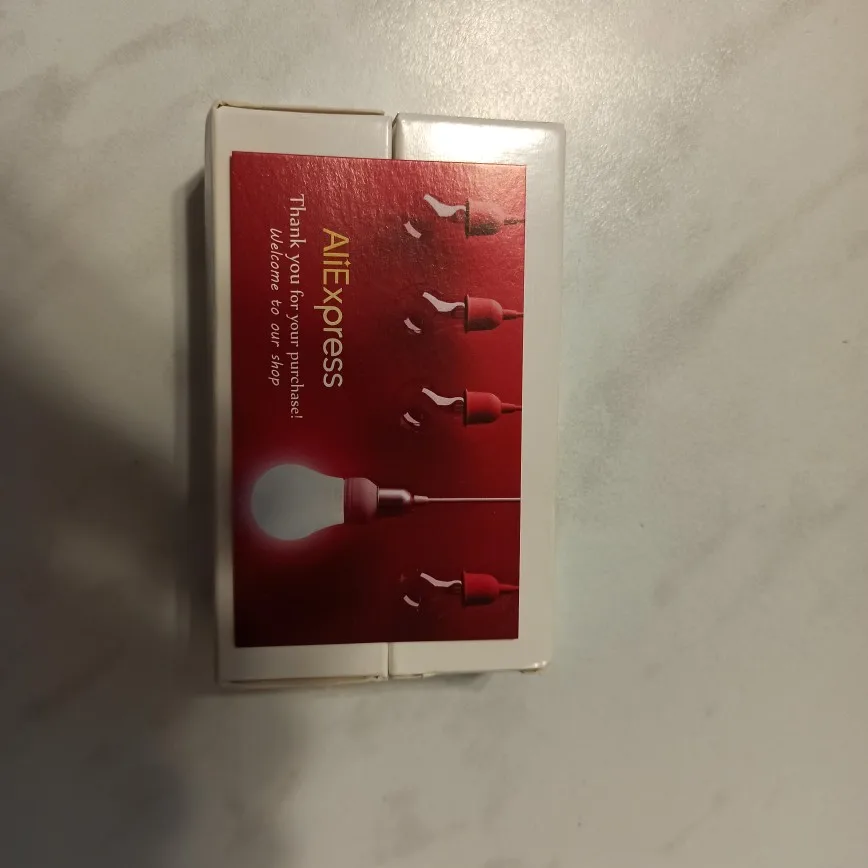 AliExpress
Thank you for your purchase!
Welcome to our shop